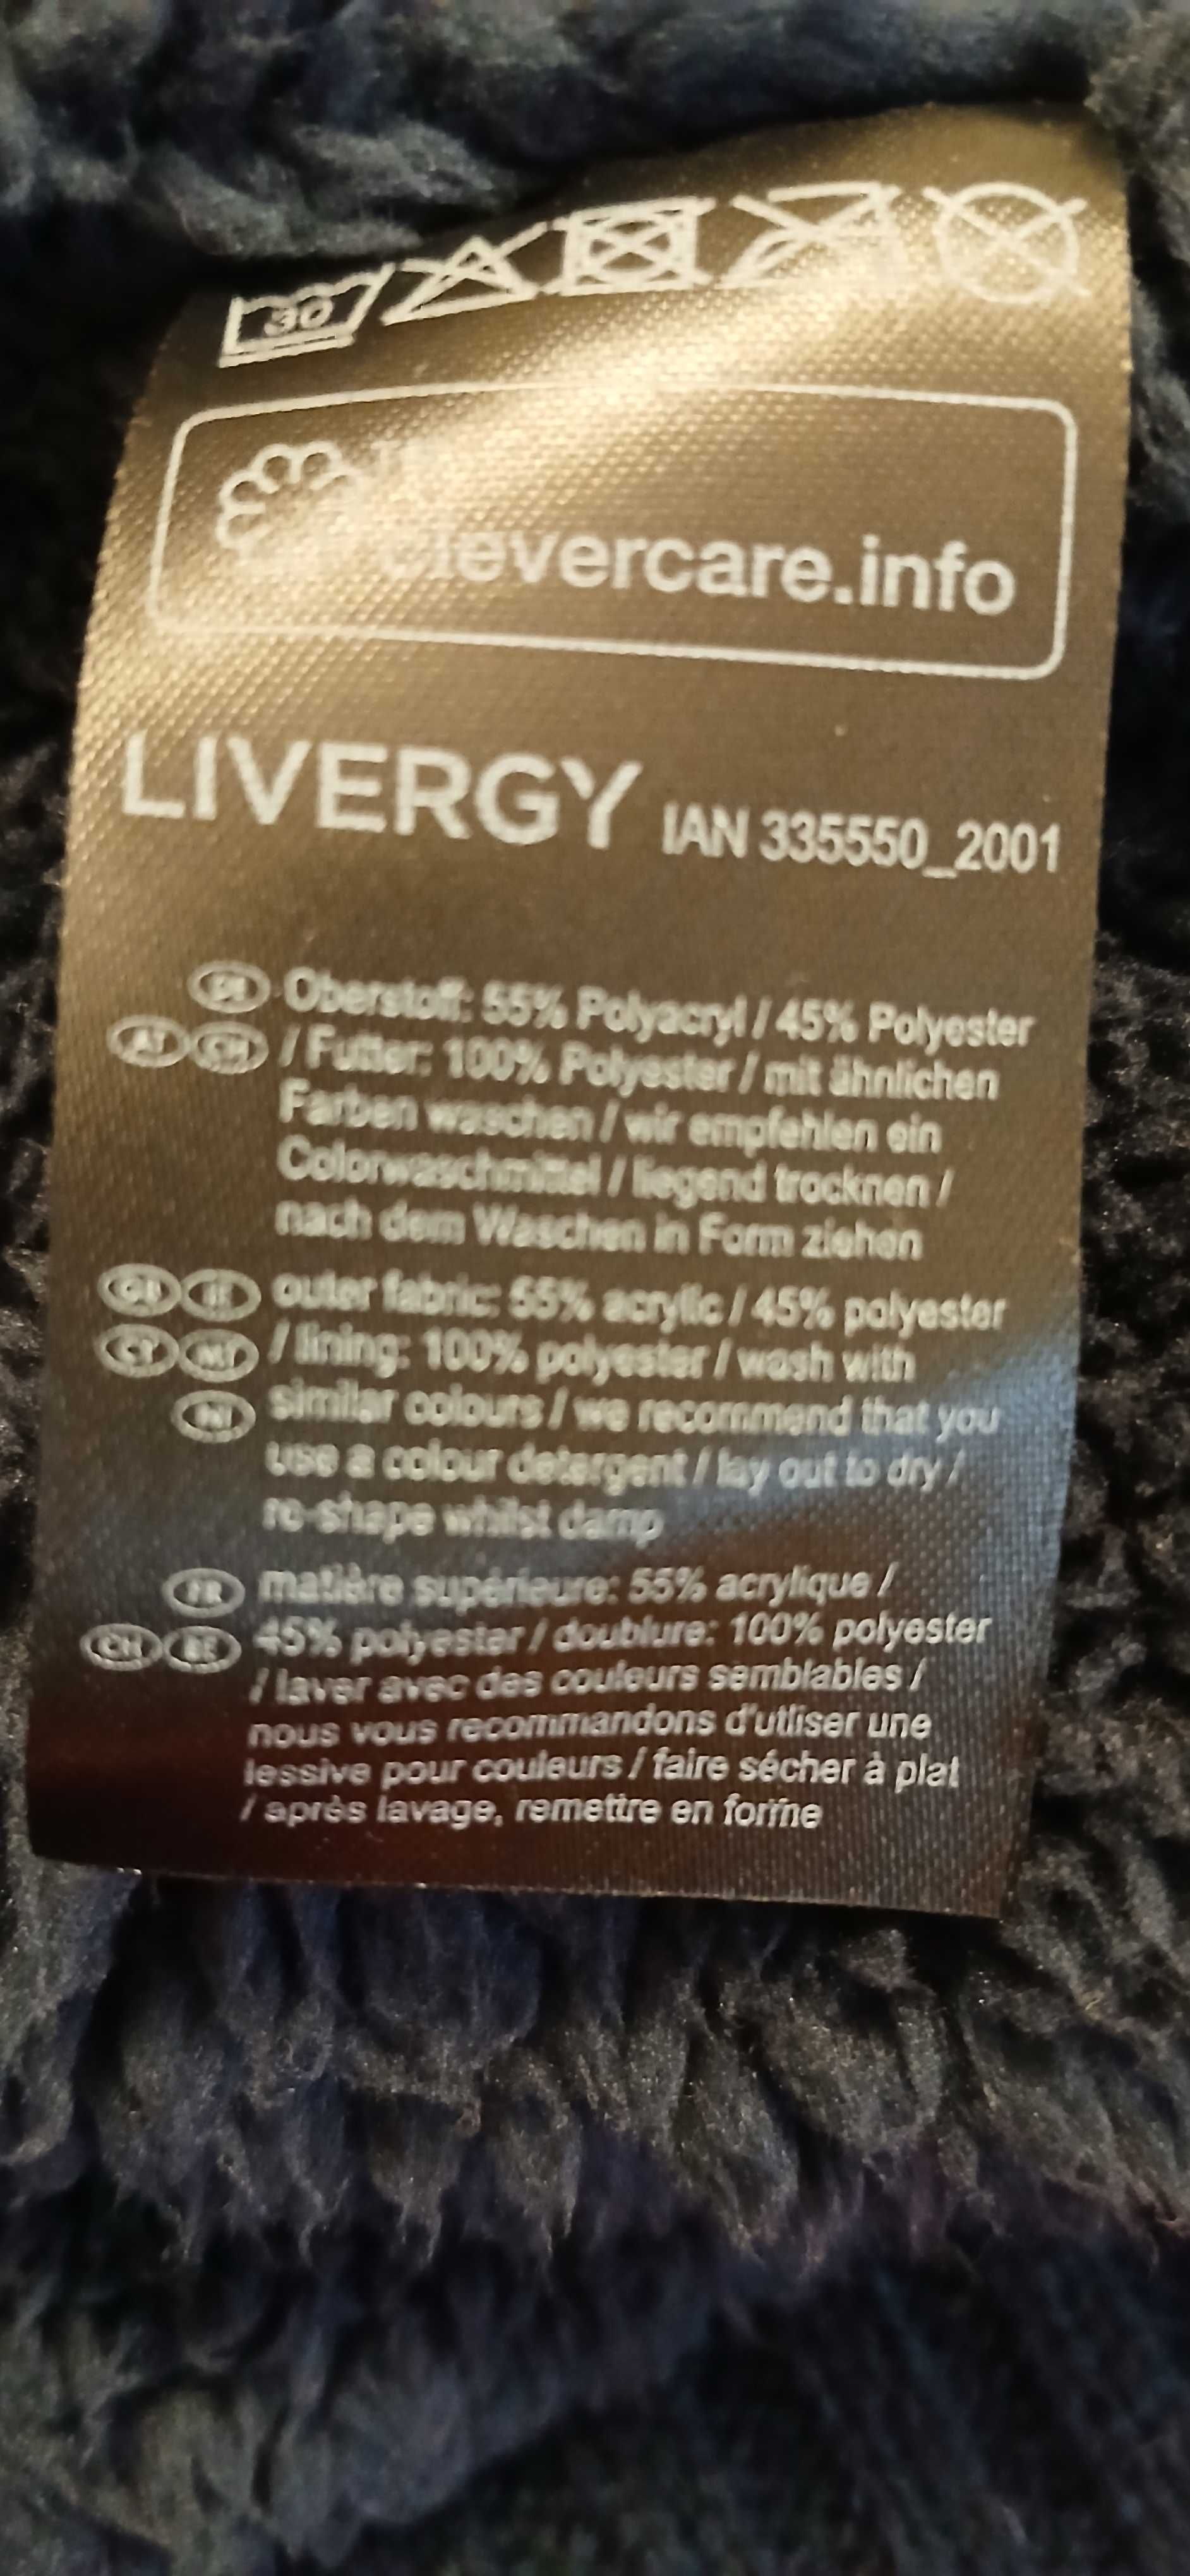 30
clevercare.info
LIVERGY IAN 335550_2001
DE Oberstoff: 55% Polyacryl / 45% Polyester
AT CH / Futter: 100% Polyester / mit ähnlichen
Farben waschen / wir empfehlen ein
Colorwaschmittel / liegend trocknen /
nach dem Waschen in Form ziehen
GB IE outer fabric: 55% acrylic / 45% polyester
CY MT / lining: 100% polyester / wash with
NI similar colours / we recommend that you
use a colour detergent / lay out to dry /
re-shape whilst damp
FR matière supérieure: 55% acrylique /
CH BE 45% polyester / doublure: 100% polyester
/ laver avec des couleurs semblables /
nous vous recommandons d'utliser une
lessive pour couleurs / faire sécher à plat
/ après lavage, remettre en forme